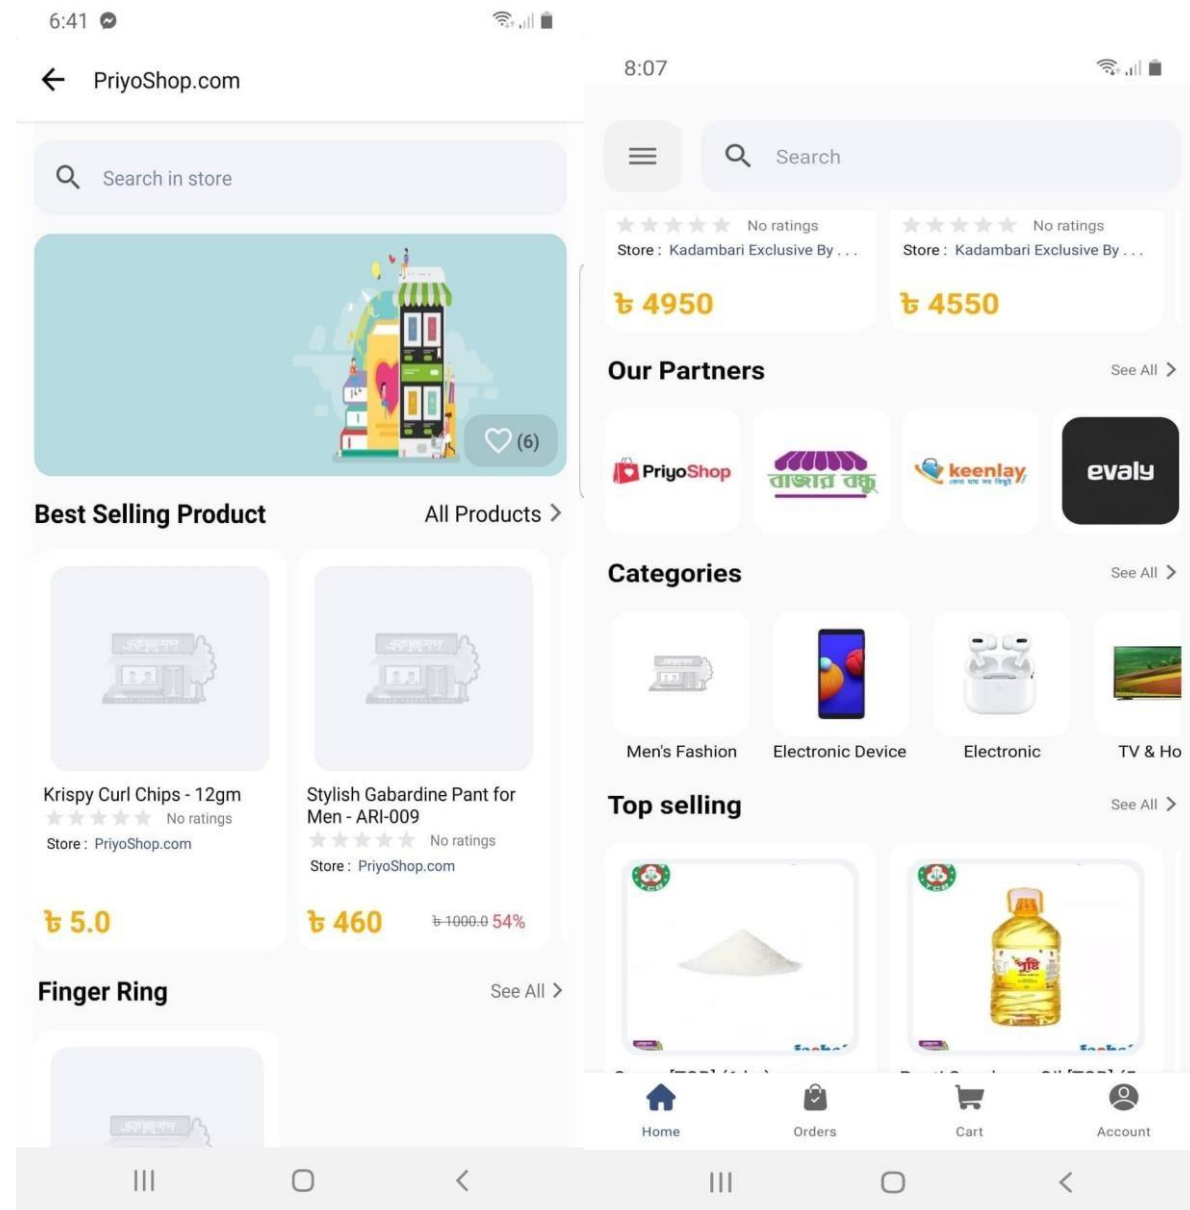 6:41
PriyoShop.com
Search in store
(6)
Best Selling Product All Products
একশপ একশপ
Krispy Curl Chips - 12gm
No ratings
Store : PriyoShop.com
৳ 5.0
Stylish Gabardine Pant for
Men - ARI-009
No ratings
Store : PriyoShop.com
৳ 460 ৳ 1000.0 54%
Finger Ring See All
8:07
Search
No ratings No ratings
Store : Kadambari Exclusive By . . . Store : Kadambari Exclusive By . . .
৳ 4950 ৳ 4550
Our Partners See All
PriyoShop বাজার বন্ধু keenlay evaly
Categories See All
Men's Fashion Electronic Device Electronic TV & Ho
Top selling See All
TCB TCB
পুষ্টি
Home Orders Cart Account